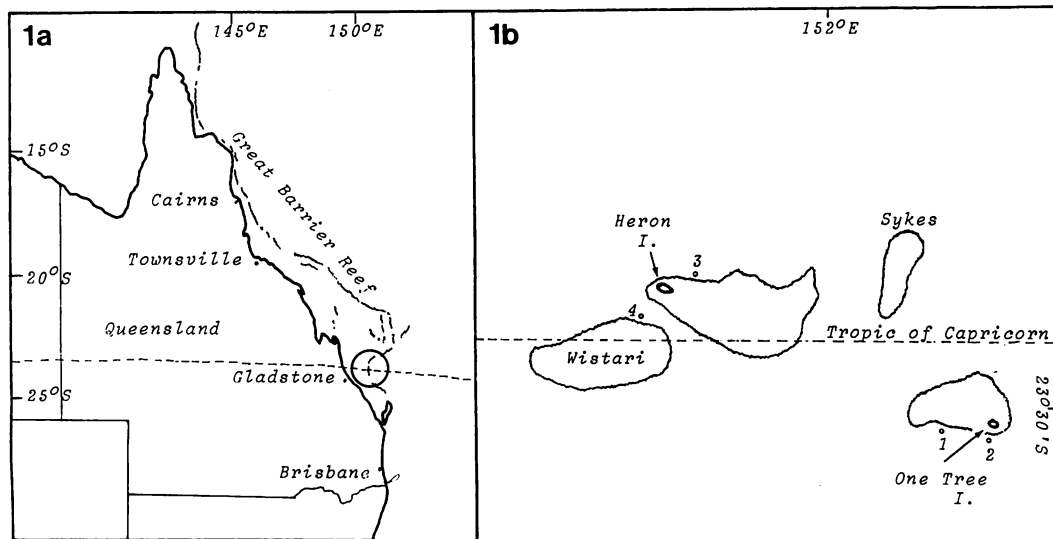 1a
145°E 150°E
15°S
Great Barrier Reef
Cairns
Townsville
20°S
Queensland
Gladstone
25°S
Brisbane
1b
152°E
Heron
I.
3
Sykes
4
Tropic of Capricorn
Wistari
23°30'S
1
2
One Tree
I.